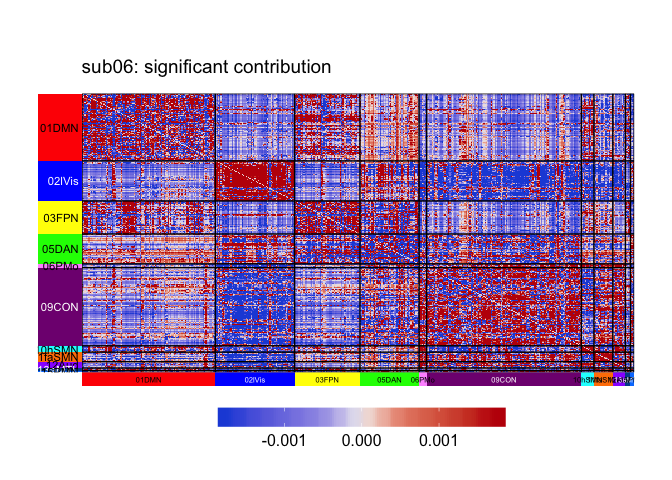 sub06: significant contribution
01DMN
02lVis
03FPN
05DAN
09CON
01DMN
02lVis
03FPN
05DAN
06PMo
09CON
-0.001
0.000
0.001